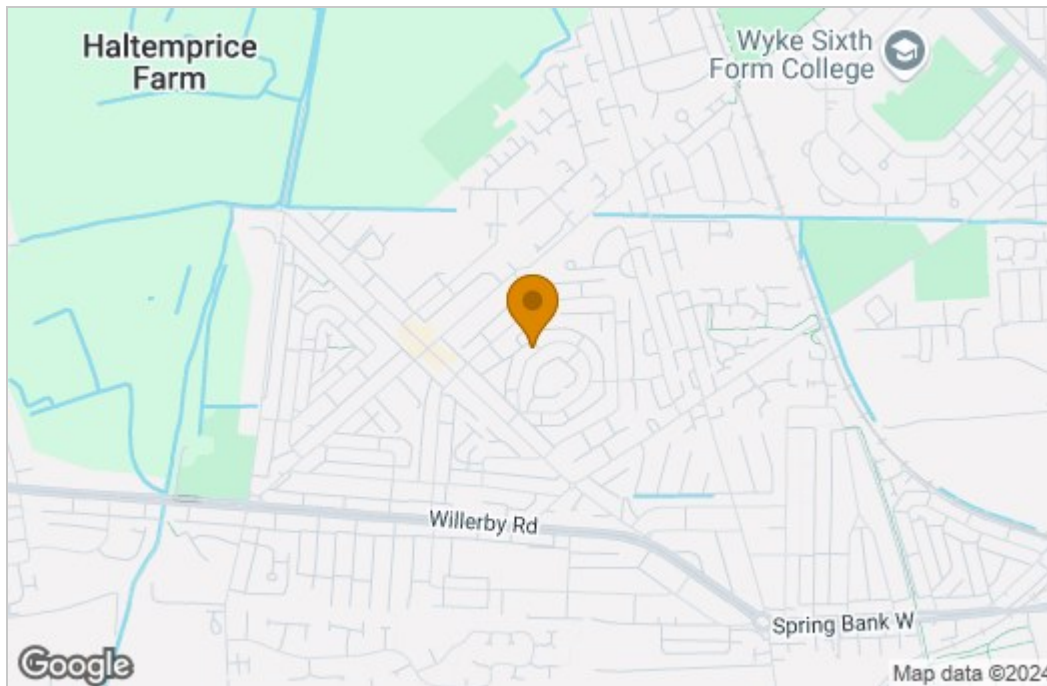 Haltemprice
Farm
Wyke Sixth
Form College
Willerby Rd
Spring Bank W
Google
Map data ©2024